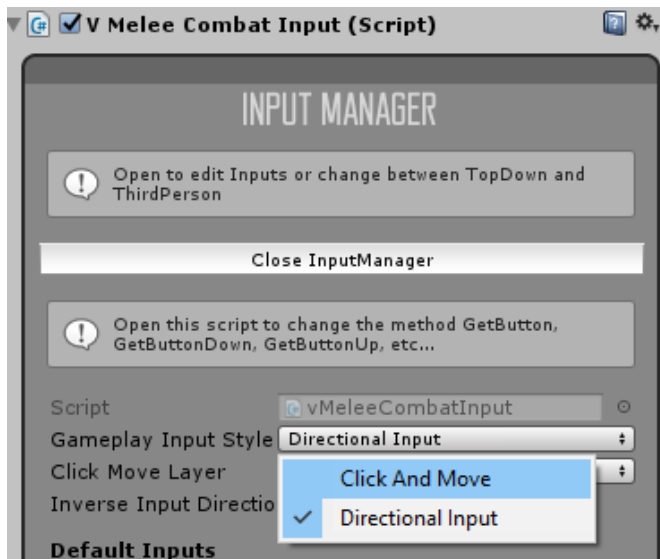 V Melee Combat Input (Script)
INPUT MANAGER
Open to edit Inputs or change between TopDown and
ThirdPerson
Close InputManager
Open this script to change the method GetButton,
GetButtonDown, GetButtonUp, etc...
Script vMeleeCombatInput
Gameplay Input Style Directional Input
Click Move Layer
Click And Move
Inverse Input Directio
Directional Input
Default Inputs